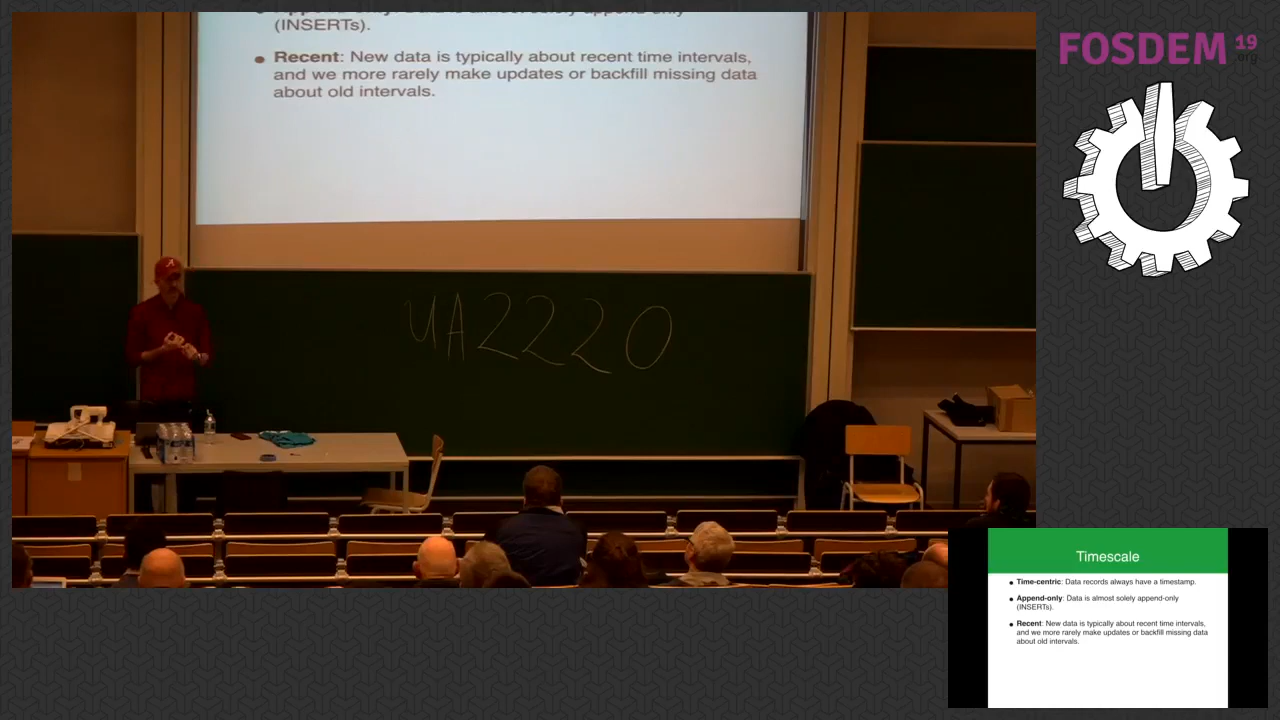 (INSERTs).
● Recent: New data is typically about recent time intervals,
and we more rarely make updates or backfill missing data
about old intervals.
A
UA2220
FOSDEM 19
.org
Timescale
● Time-centric: Data records always have a timestamp.
● Append-only: Data is almost solely append-only
(INSERTs).
● Recent: New data is typically about recent time intervals,
and we more rarely make updates or backfill missing data
about old intervals.